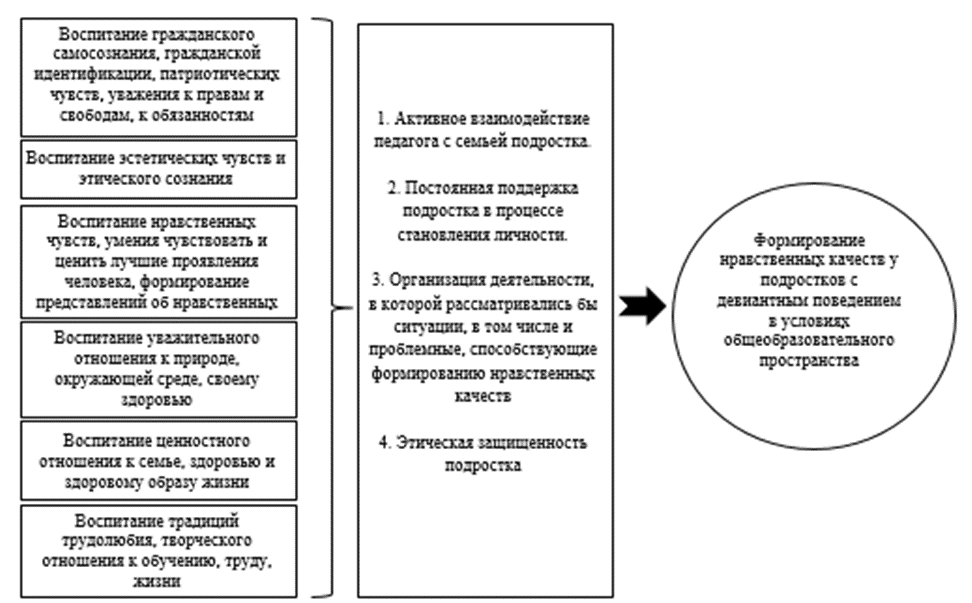 Воспитание гражданского
самосознания, гражданской
идентификации, патриотических
чувств, уважения к правам и
свободам, к обязанностям
Воспитание эстетических чувств и
этического сознания
Воспитание нравственных
чувств, умения чувствовать и
ценить лучшие проявления
человека, формирование
представлений об нравственных
Воспитание уважительного
отношения к природе,
окружающей среде, своему
здоровью
Воспитание ценностного
отношения к семье, здоровью и
здоровому образу жизни
Воспитание традиций
трудолюбия, творческого
отношения к обучению, труду,
жизни
1. Активное взаимодействие
педагога с семьей подростка.
2. Постоянная поддержка
подростка в процессе
становления личности.
3. Организация деятельности,
в которой рассматривались бы
ситуации, в том числе и
проблемные, способствующие
формированию нравственных
качеств
4. Этическая защищенность
подростка
Формирование
нравственных качеств у
подростков с
девиантным поведением
в условиях
общеобразовательного
пространства